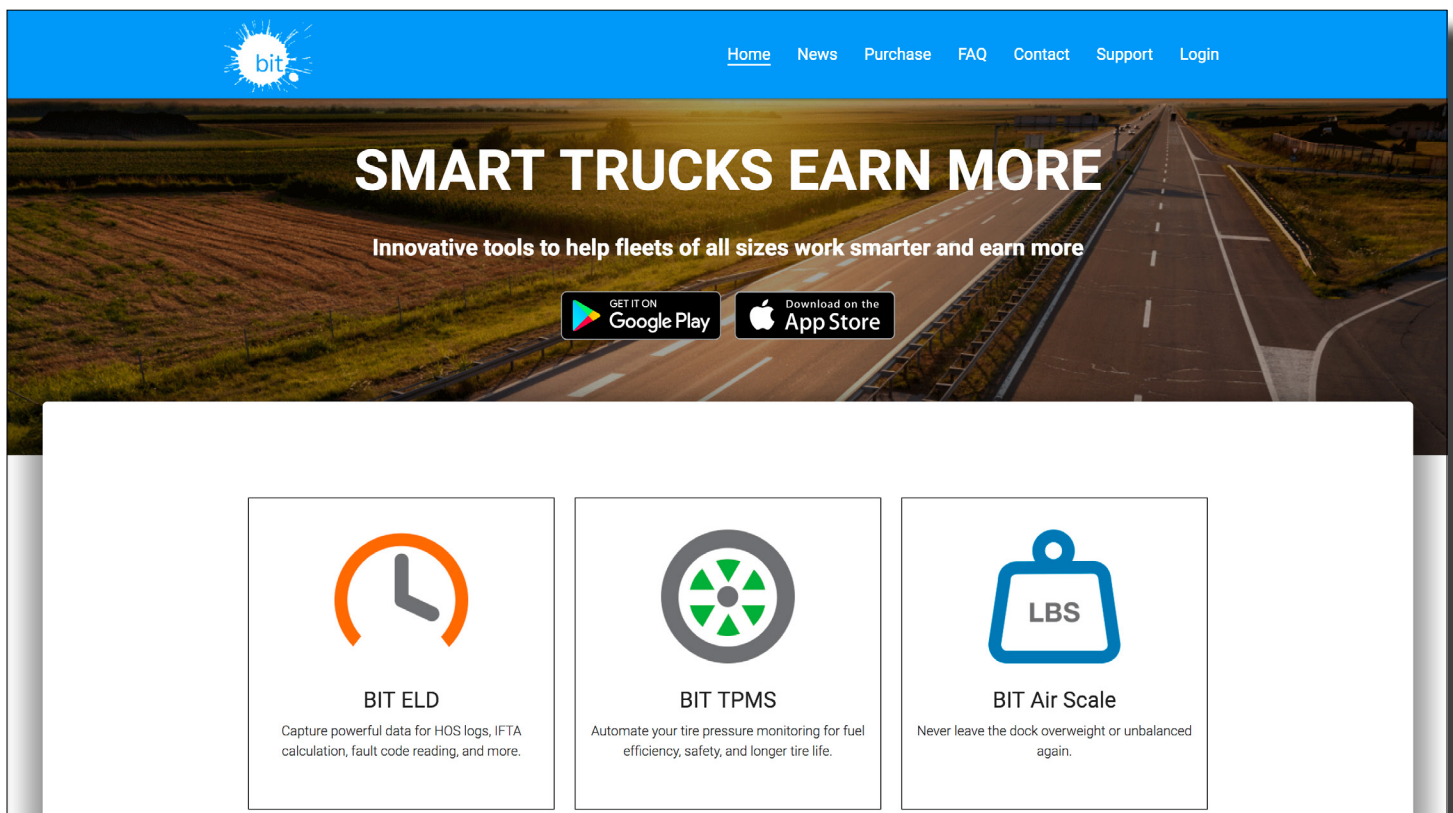 bit.
Home News Purchase FAQ Contact Support Login
SMART TRUCKS EARN MORE
Innovative tools to help fleets of all sizes work smarter and earn more
GET IT ON
Google Play
Download on the
App Store
LBS
BIT ELD
Capture powerful data for HOS logs, IFTA
calculation, fault code reading, and more.
BIT TPMS
Automate your tire pressure monitoring for fuel
efficiency, safety, and longer tire life.
BIT Air Scale
Never leave the dock overweight or unbalanced
again.